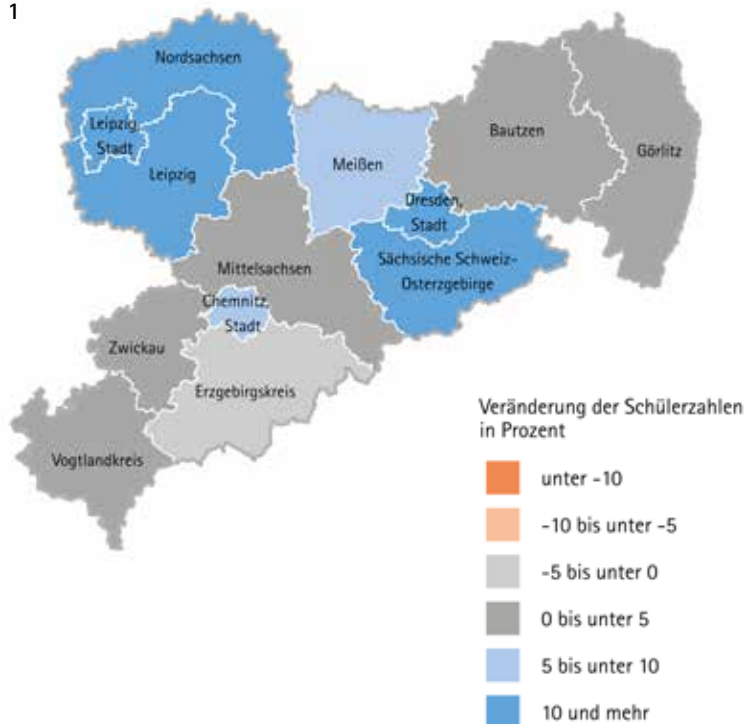 1
Nordsachsen
Leipzig,
Stadt
Leipzig
Meißen
Bautzen
Görlitz
Dresden,
Stadt
Sächsische Schweiz-
Osterzgebirge
Mittelsachsen
Chemnitz,
Stadt
Zwickau
Erzgebirgskreis
Vogtlandkreis
Veränderung der Schülerzahlen
in Prozent
unter -10
-10 bis unter -5
-5 bis unter 0
0 bis unter 5
5 bis unter 10
10 und mehr